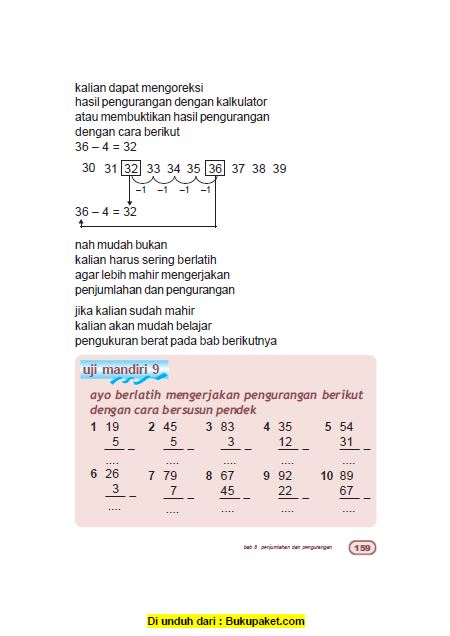 kalian dapat mengoreksi
hasil pengurangan dengan kalkulator
atau membuktikan hasil pengurangan
dengan cara berikut
36 – 4 = 32
30 31 32 33 34 35 36 37 38 39
–1 –1 –1 –1
36 – 4 = 32
nah mudah bukan
kalian harus sering berlatih
agar lebih mahir mengerjakan
penjumlahan dan pengurangan
jika kalian sudah mahir
kalian akan mudah belajar
pengukuran berat pada bab berikutnya
uji mandiri 9
ayo berlatih mengerjakan pengurangan berikut
dengan cara bersusun pendek
1 19 2 45 3 83 4 35 5 54
5 – 5 – 3 – 12 – 31 –
.... .... .... .... ....
6 26 7 79 8 67 9 92 10 89
3 – 7 – 45 – 22 – 67 –
.... .... .... .... ....
bab 8 penjumlahan dan pengurangan 159
Di unduh dari : Bukupaket.com